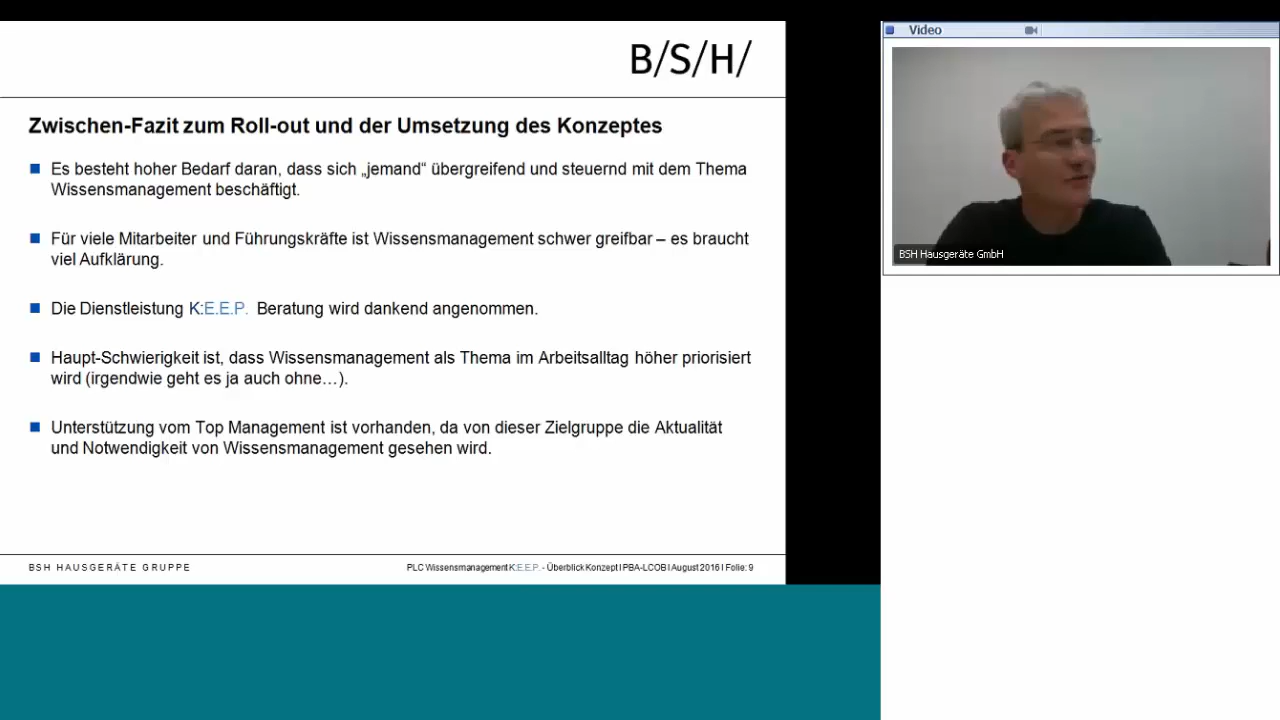 B/S/H/
Zwischen-Fazit zum Roll-out und der Umsetzung des Konzeptes
Es besteht hoher Bedarf daran, dass sich „jemand“ übergreifend und steuernd mit dem Thema
Wissensmanagement beschäftigt.
Für viele Mitarbeiter und Führungskräfte ist Wissensmanagement schwer greifbar – es braucht
viel Aufklärung.
Die Dienstleistung K:E.E.P. Beratung wird dankend angenommen.
Haupt-Schwierigkeit ist, dass Wissensmanagement als Thema im Arbeitsalltag höher priorisiert
wird (irgendwie geht es ja auch ohne…).
Unterstützung vom Top Management ist vorhanden, da von dieser Zielgruppe die Aktualität
und Notwendigkeit von Wissensmanagement gesehen wird.
BSH HAUSGERÄTE GRUPPE
PLC Wissensmanagement K:E.E.P. - Überblick Konzept I PBA-LCOB I August 2016 I Folie: 9
Video
BSH Hausgeräte GmbH